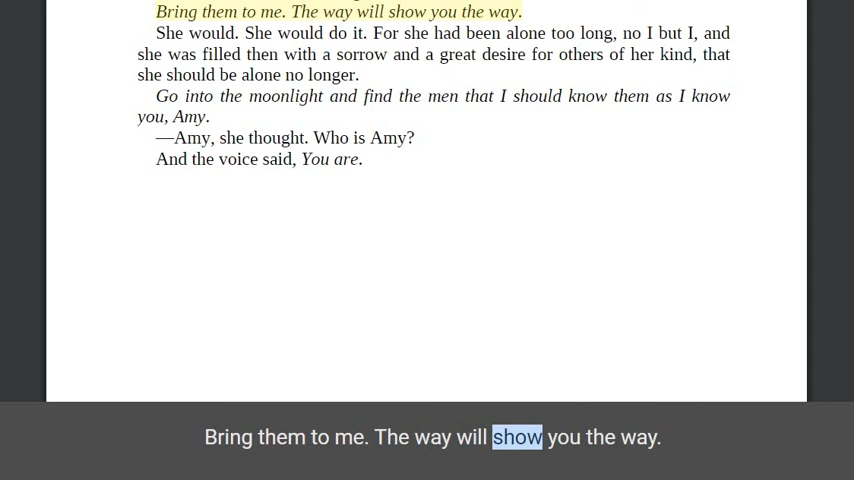 Bring them to me. The way will show you the way.
She would. She would do it. For she had been alone too long, no I but I, and
she was filled then with a sorrow and a great desire for others of her kind, that
she should be alone no longer.
Go into the moonlight and find the men that I should know them as I know
you, Amy.
—Amy, she thought. Who is Amy?
And the voice said, You are.
Bring them to me. The way will show you the way.